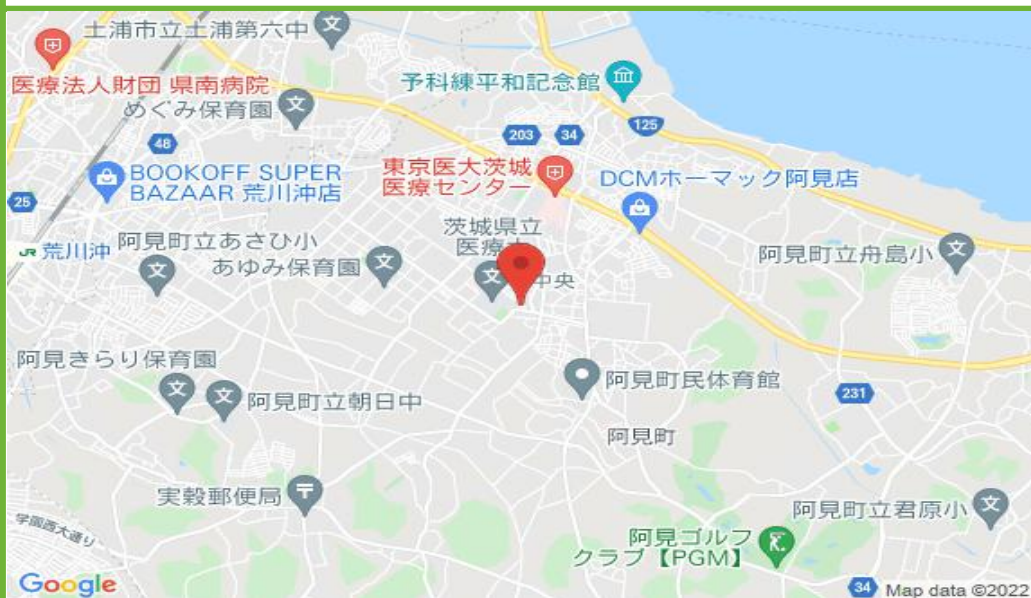 土浦市立土浦第六中
医療法人財団 県南病院
めぐみ保育園
予科練平和記念館
125
203
34
48
BOOKOFF SUPER
BAZAAR 荒川沖店
東京医大茨城
医療センター
DCMホーマック阿見店
25
JR 荒川沖
阿見町立あさひ小
あゆみ保育園
茨城県立
医療大
中央
阿見町立舟島小
阿見きらり保育園
阿見町立朝日中
阿見町民体育館
231
阿見町
実穀郵便局
阿見町立君原小
学園西大通り
阿見ゴルフ
クラブ【PGM】
Google
34
Map data ©2022